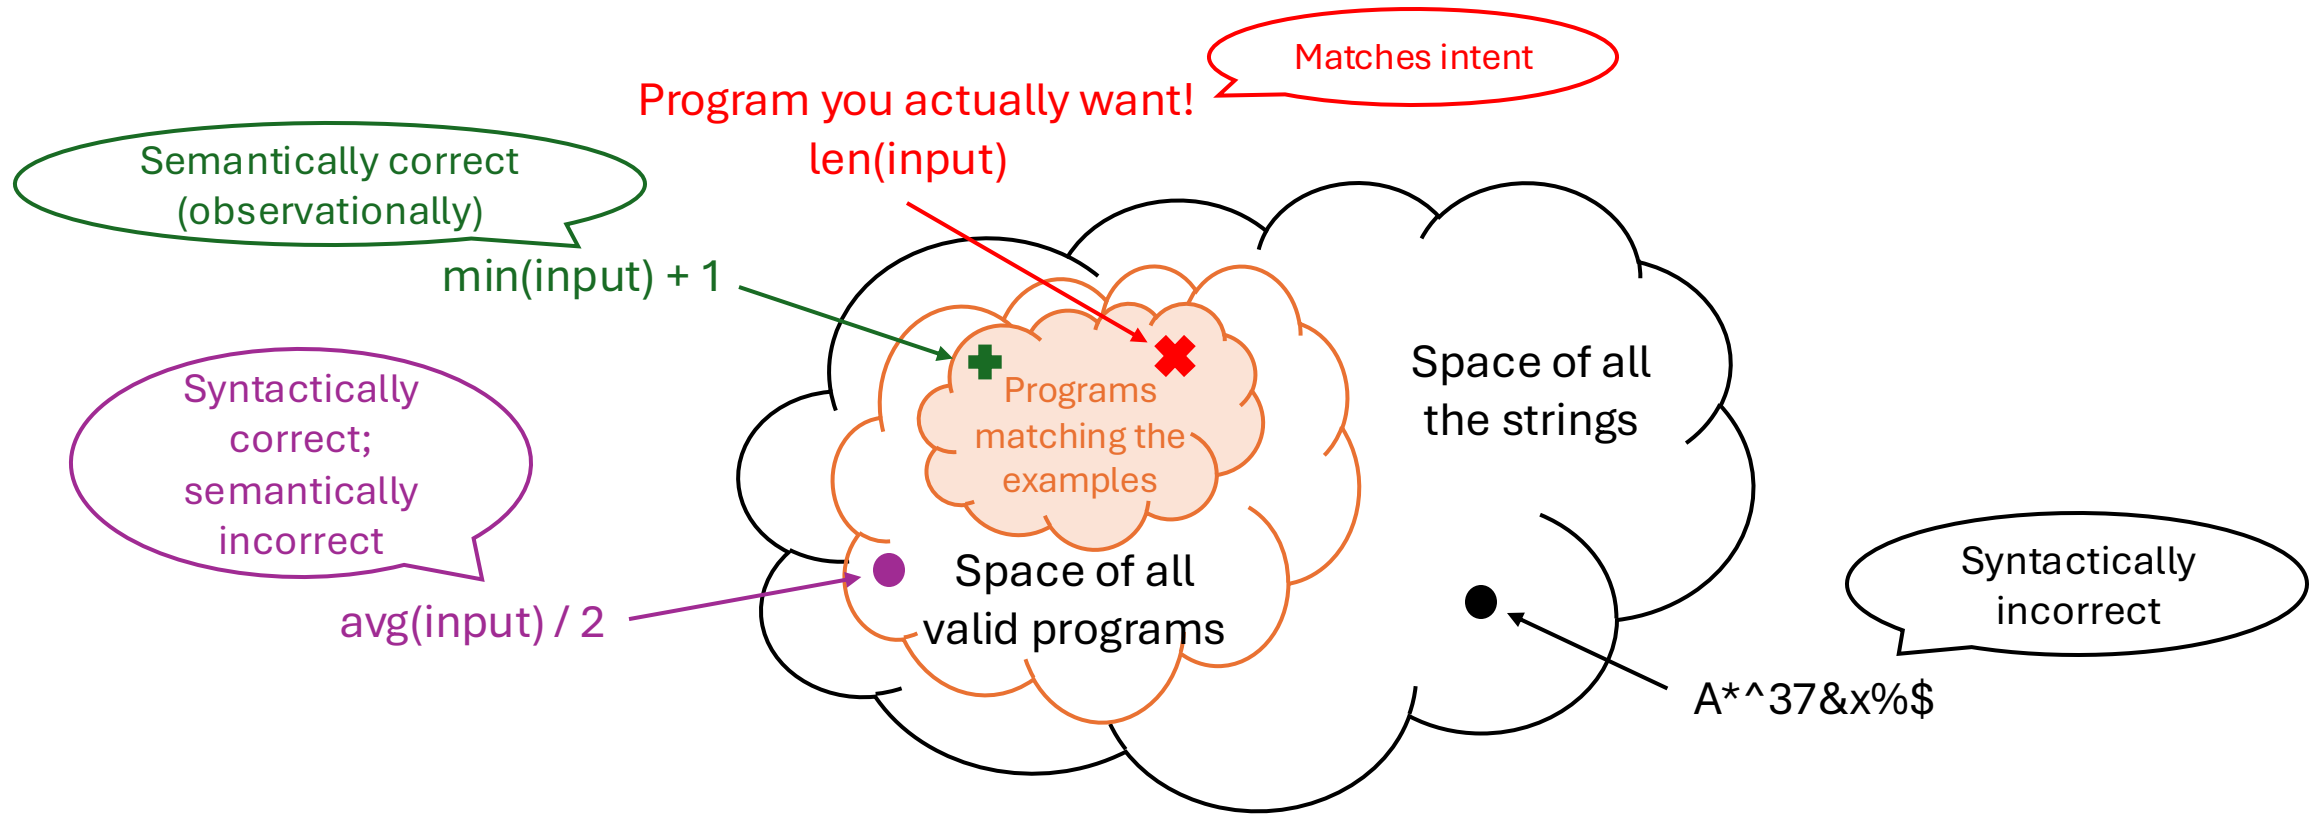 Matches intent
Program you actually want!
len(input)
Semantically correct
(observationally)
min(input) + 1
Syntactically
correct;
semantically
incorrect
avg(input) / 2
Programs
matching the
examples
Space of all
valid programs
Space of all
the strings
Syntactically
incorrect
A*^37&x%$